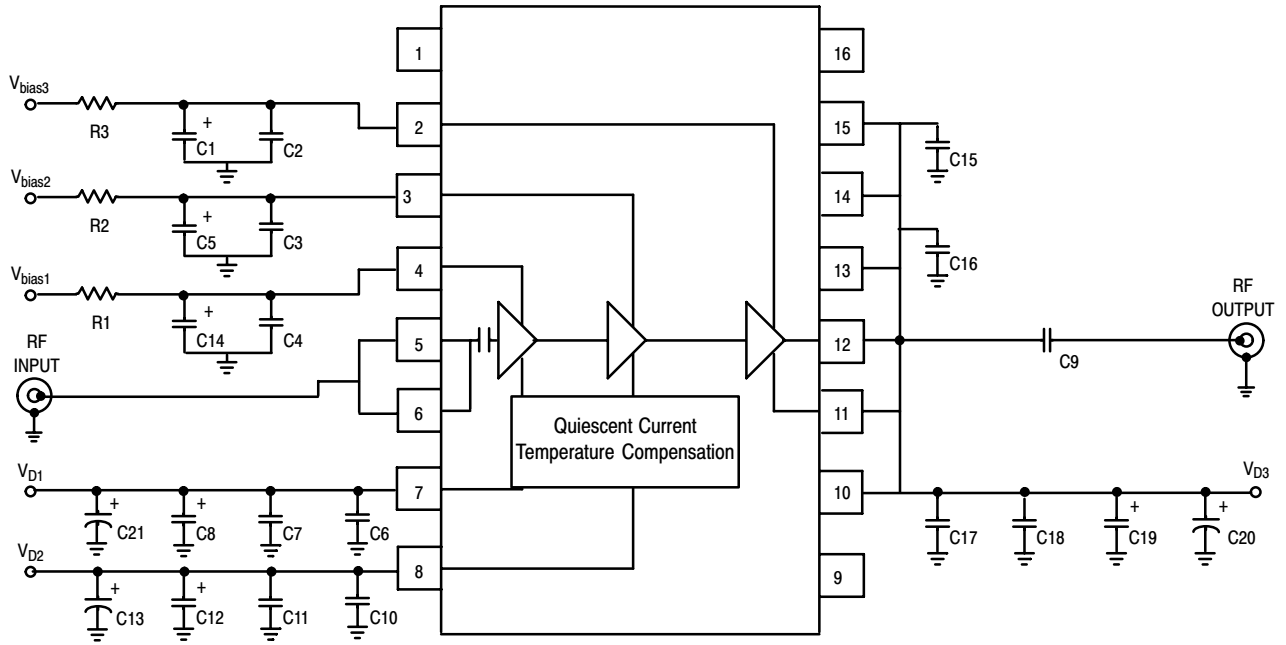 V_bias3
R3
+
C1
C2
V_bias2
R2
+
C5
C3
V_bias1
R1
+
C14
C4
RF
INPUT
V_D1
+
C21
+
C8
C7
C6
V_D2
+
C13
+
C12
C11
C10
1
2
3
4
5
6
7
8
Quiescent Current
Temperature Compensation
16
15
14
13
12
11
10
9
C15
C16
C9
RF
OUTPUT
V_D3
C17
C18
+
C19
+
C20